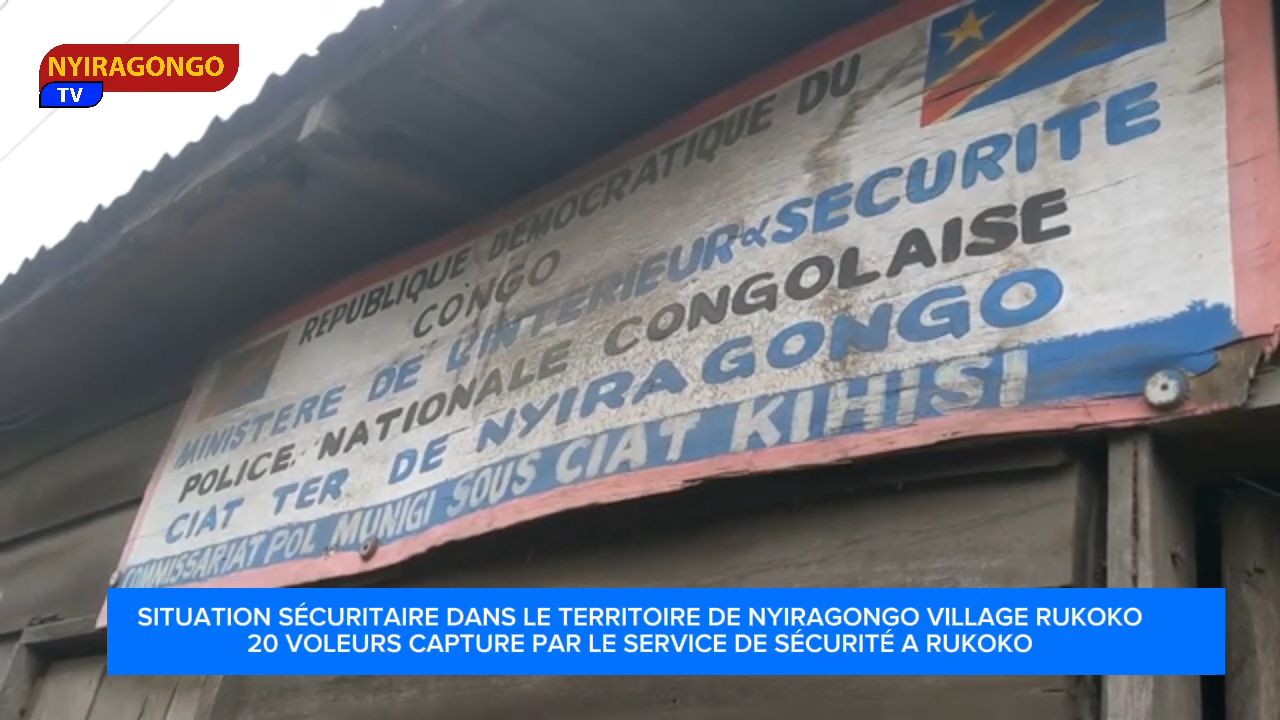 NYIRAGONGO
TV
REPUBLIQUE DEMOCRATIQUE DU
CONGO
MINISTERE DE L'INTERIEUR & SECURITE
POLICE NATIONALE CONGOLAISE
CIAT TER DE NYIRAGONGO
COMMISSARIAT POL MUNIGI SOUS CIAT KIHISI
SITUATION SÉCURITAIRE DANS LE TERRITOIRE DE NYIRAGONGO VILLAGE RUKOKO
20 VOLEURS CAPTURE PAR LE SERVICE DE SÉCURITÉ A RUKOKO